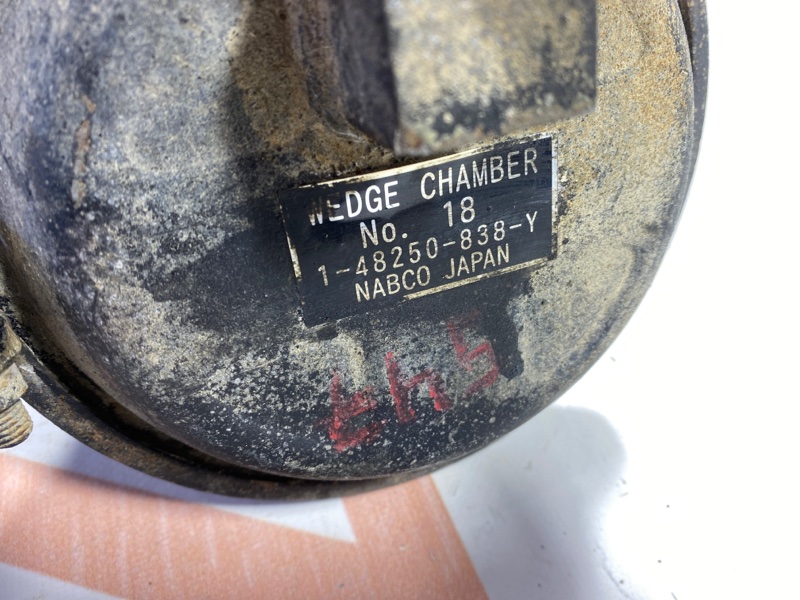 WEDGE CHAMBER
No. 18
1-48250-838-Y
NABCO JAPAN